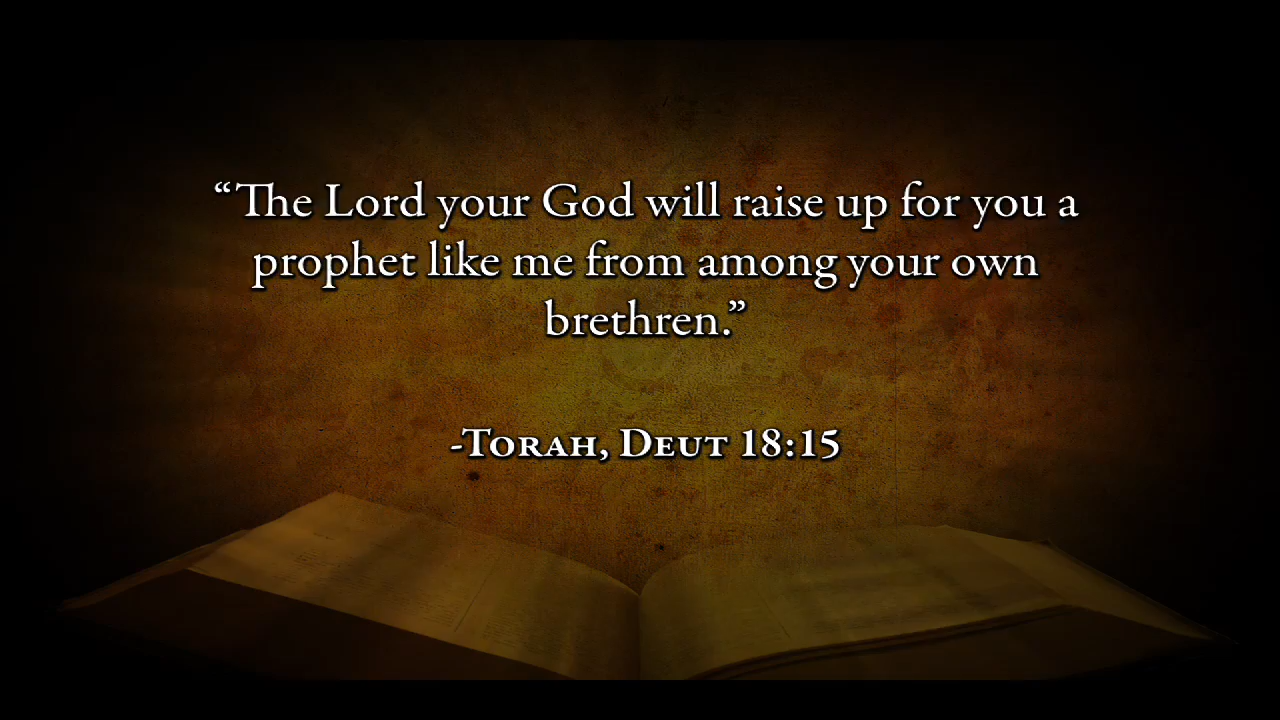 “The Lord your God will raise up for you a
prophet like me from among your own
brethren.”
-Torah, Deut 18:15